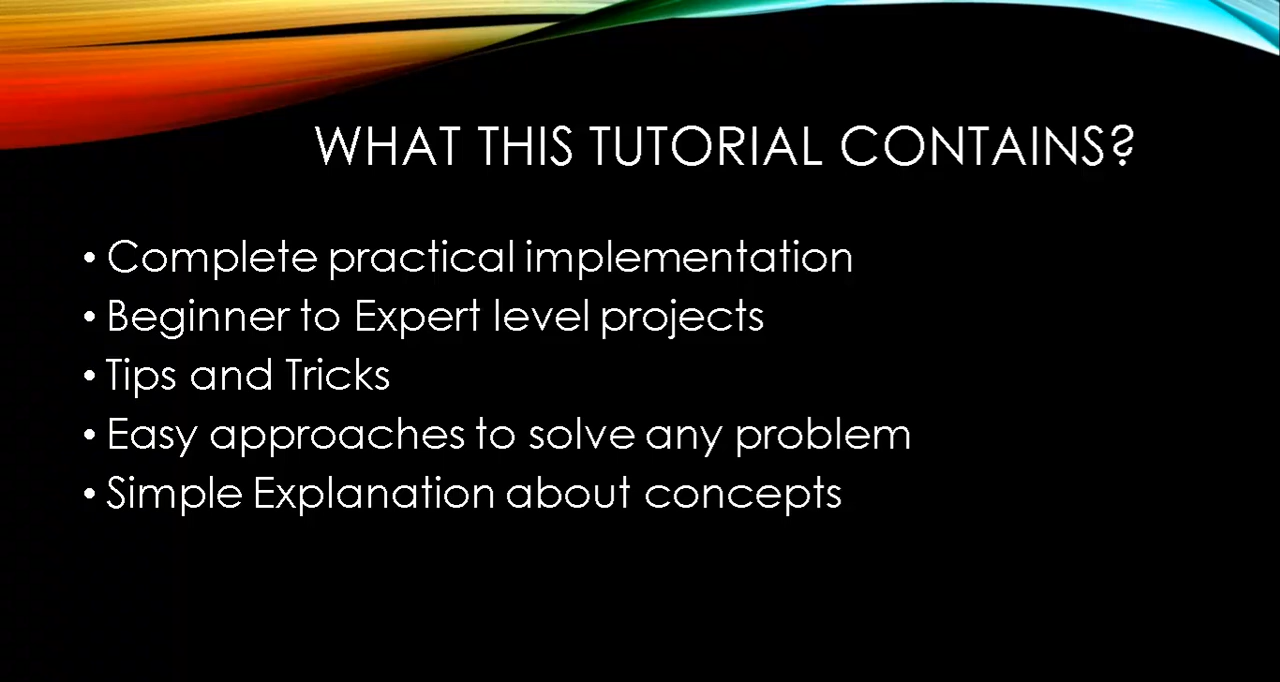 WHAT THIS TUTORIAL CONTAINS?
• Complete practical implementation
• Beginner to Expert level projects
• Tips and Tricks
• Easy approaches to solve any problem
• Simple Explanation about concepts